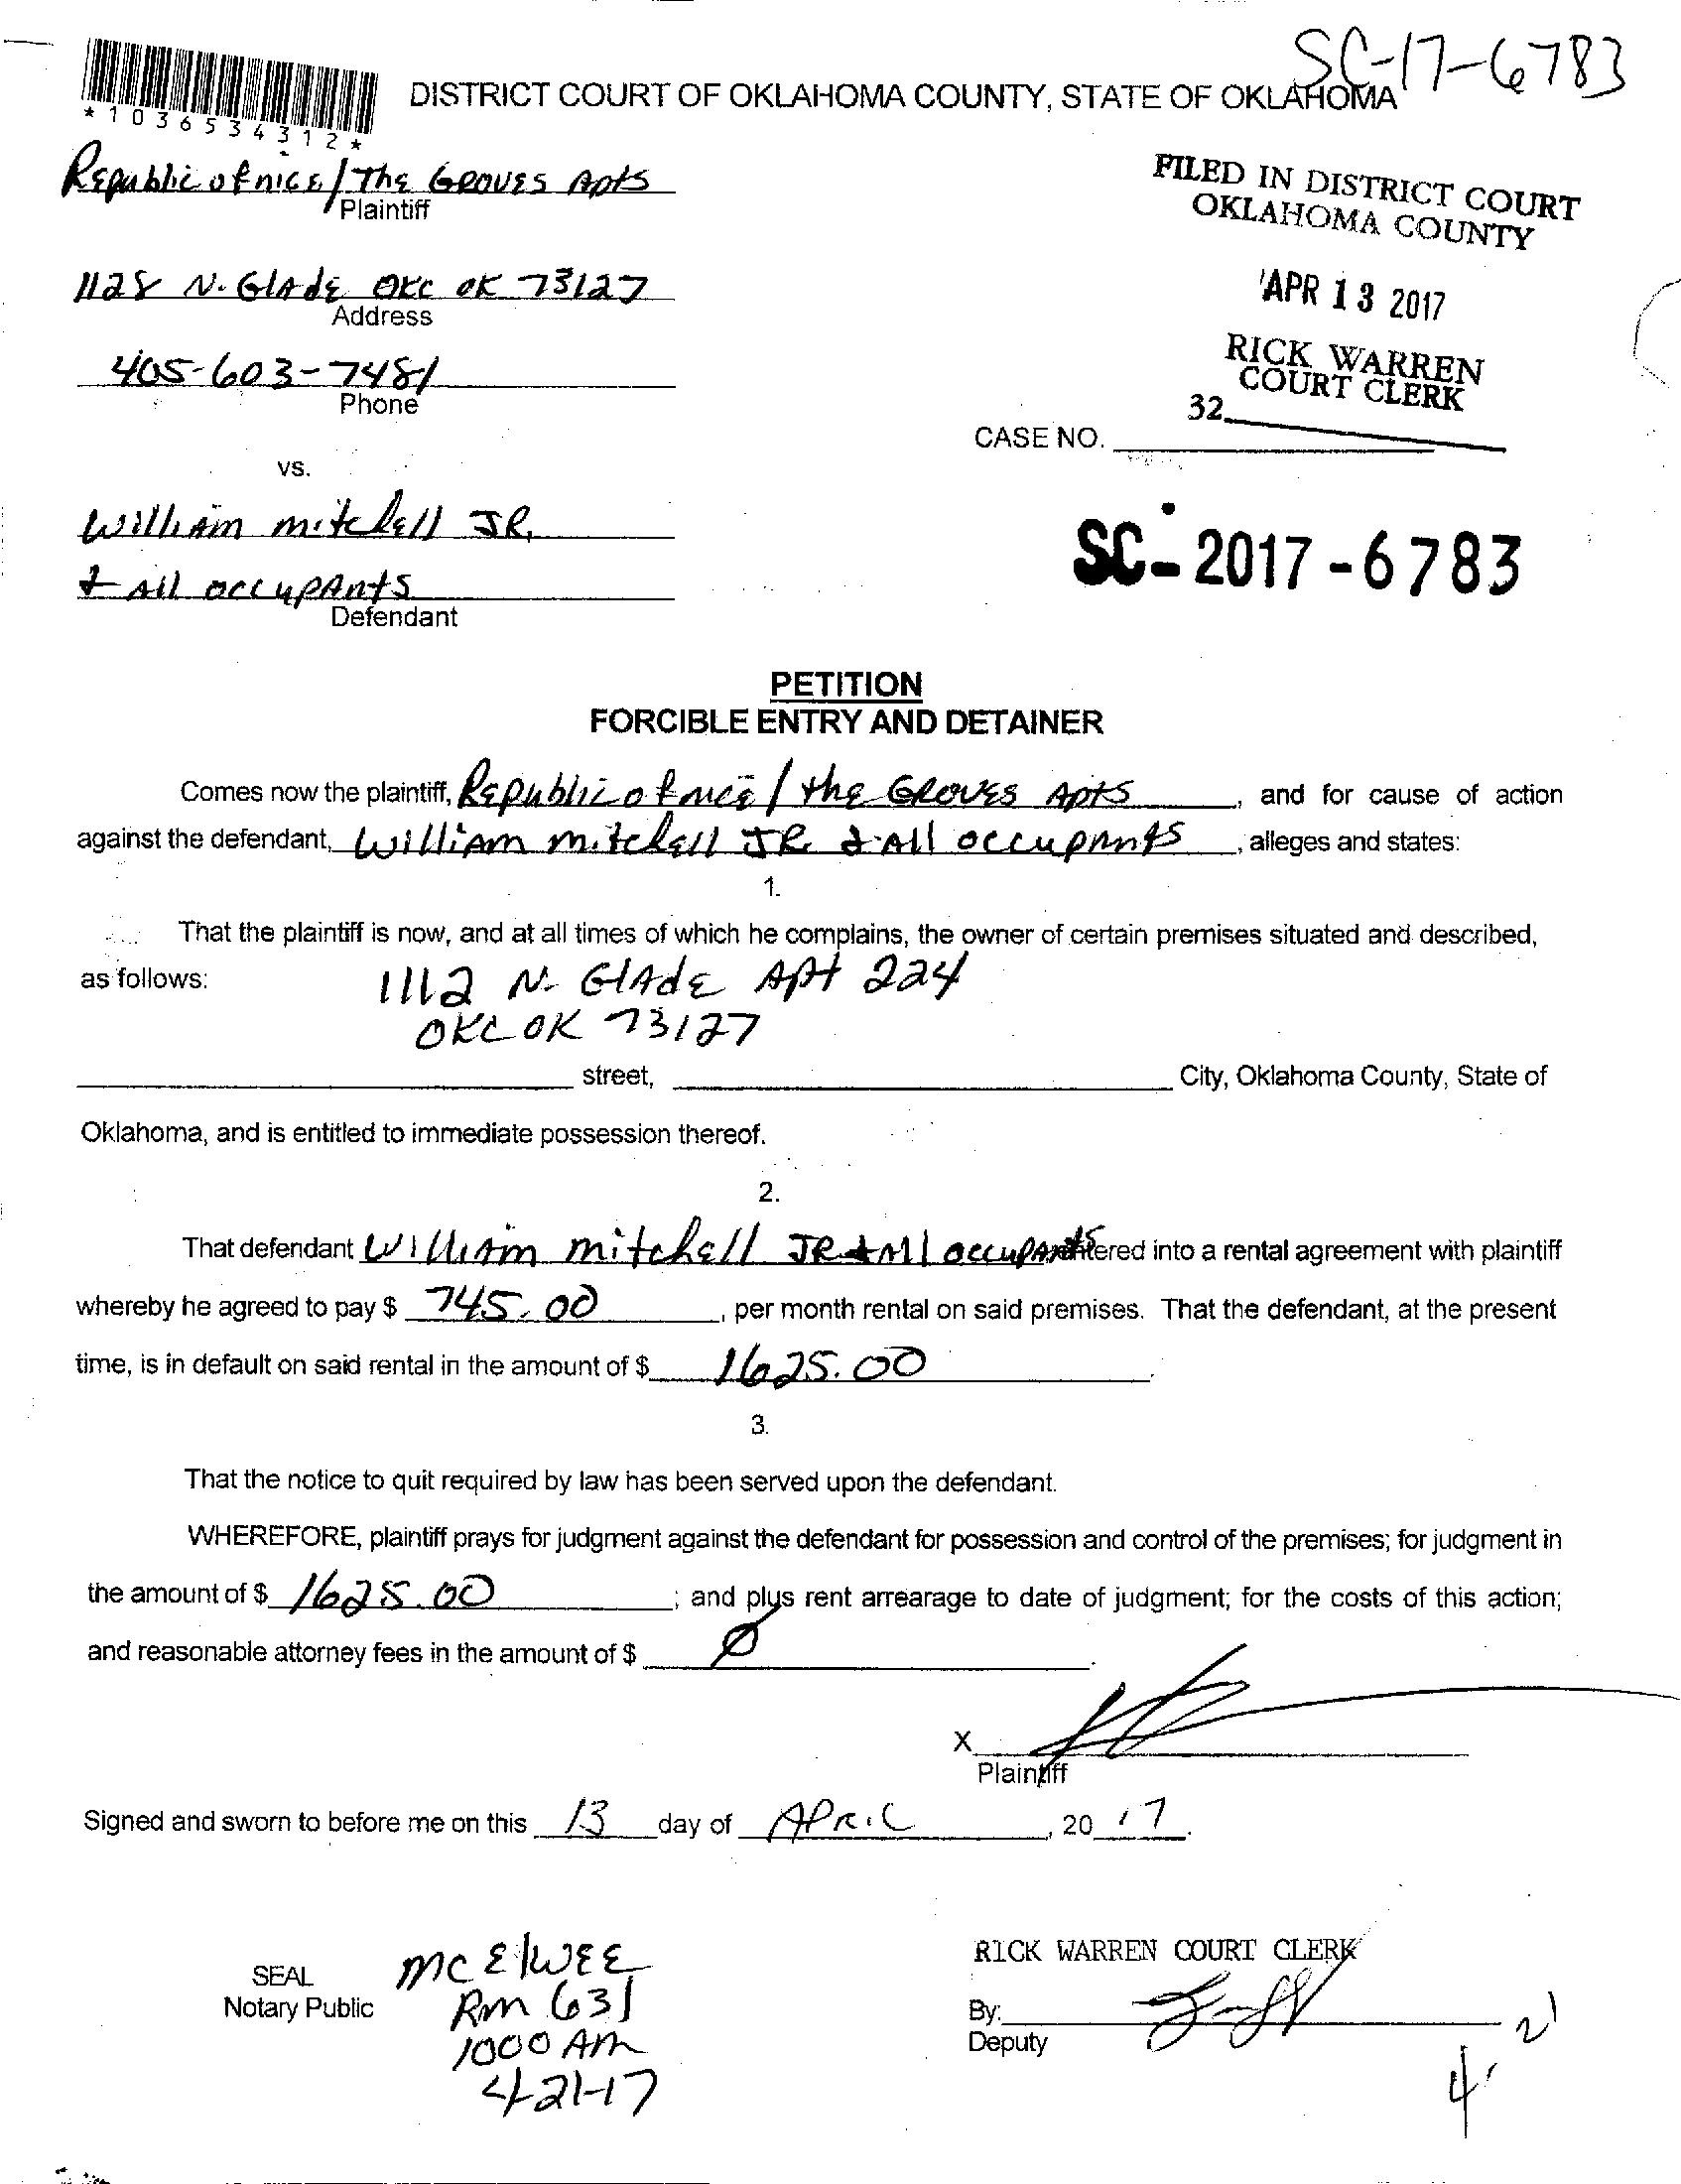 SC-17-6783
DISTRICT COURT OF OKLAHOMA COUNTY, STATE OF OKLAHOMA
*1036534312*
Republic of nice / The Groves Apts
Plaintiff
FILED IN DISTRICT COURT
OKLAHOMA COUNTY
1128 N. Glade OKC OK 73127
Address
APR 13 2017
405-603-7481
Phone
RICK WARREN
COURT CLERK
32
CASE NO.
vs.
William mitchell JR.
& All occupants
Defendant
SC-2017-6783
PETITION
FORCIBLE ENTRY AND DETAINER
Comes now the plaintiff, Republic of nice / the Groves Apts, and for cause of action
against the defendant, William mitchell JR & All occupants, alleges and states:
1.
That the plaintiff is now, and at all times of which he complains, the owner of certain premises situated and described,
as follows: 1112 N. Glade Apt 224
OKC OK 73127
street, City, Oklahoma County, State of
Oklahoma, and is entitled to immediate possession thereof.
2.
That defendant William mitchell JR & All occupants entered into a rental agreement with plaintiff
whereby he agreed to pay $ 745.00, per month rental on said premises. That the defendant, at the present
time, is in default on said rental in the amount of $ 1625.00.
3.
That the notice to quit required by law has been served upon the defendant.
WHEREFORE, plaintiff prays for judgment against the defendant for possession and control of the premises; for judgment in
the amount of $ 1625.00; and plus rent arrearage to date of judgment; for the costs of this action;
and reasonable attorney fees in the amount of $ Ø.
X
Plaintiff
Signed and sworn to before me on this 13 day of APRIL, 20 17.
SEAL
Notary Public
MCElwEE
Rm 631
1000 Am
4-21-17
RICK WARREN COURT CLERK
By:
Deputy
21
4